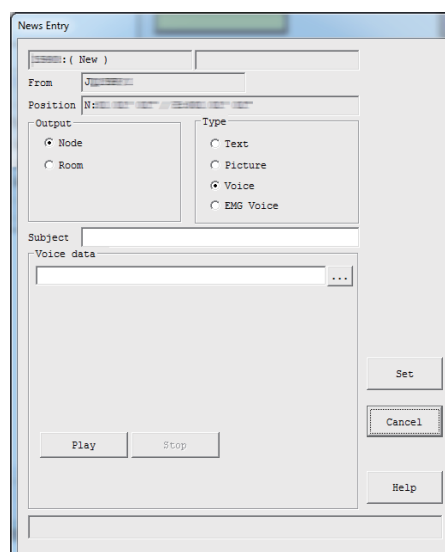 News Entry
:( New )
From J
Position N:
Output
Node
Room
Type
Text
Picture
Voice
EMG Voice
Subject
Voice data
...
Set
Cancel
Play Stop
Help